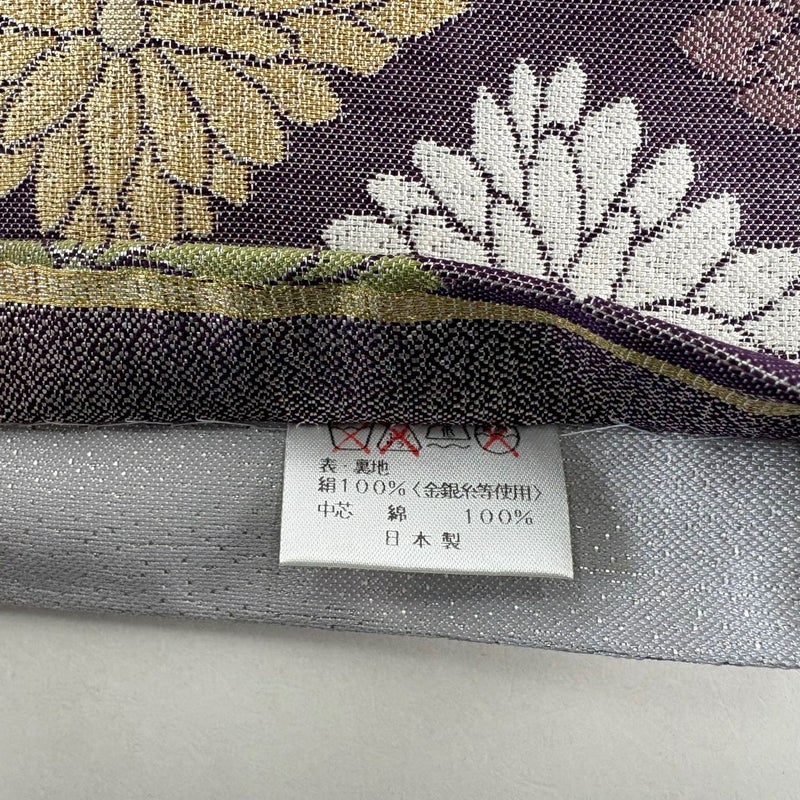 表・裏地
絹100%〈金銀糸等使用〉
中芯 綿 100%
日本製